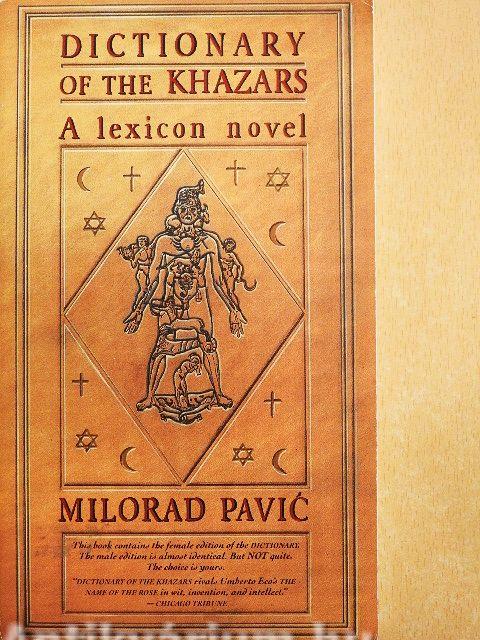 DICTIONARY
OF THE KHAZARS
A lexicon novel
MILORAD PAVIĆ
This book contains the female edition of the DICTIONARY.
The male edition is almost identical. But NOT quite.
The choice is yours.
"DICTIONARY OF THE KHAZARS rivals Umberto Eco's THE
NAME OF THE ROSE in wit, invention, and intellect."
— CHICAGO TRIBUNE